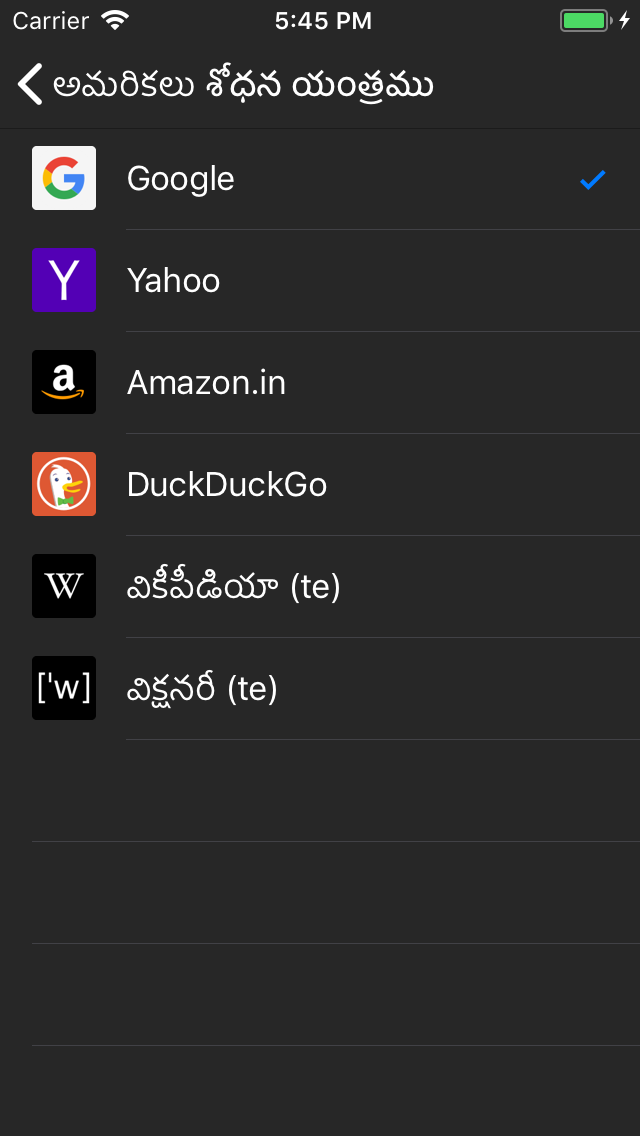 Carrier 5:45 PM
అమరికలు శోధన యంత్రము
Google
Y Yahoo
a Amazon.in
DuckDuckGo
W వికీపీడియా (te)
['w] విక్షనరీ (te)